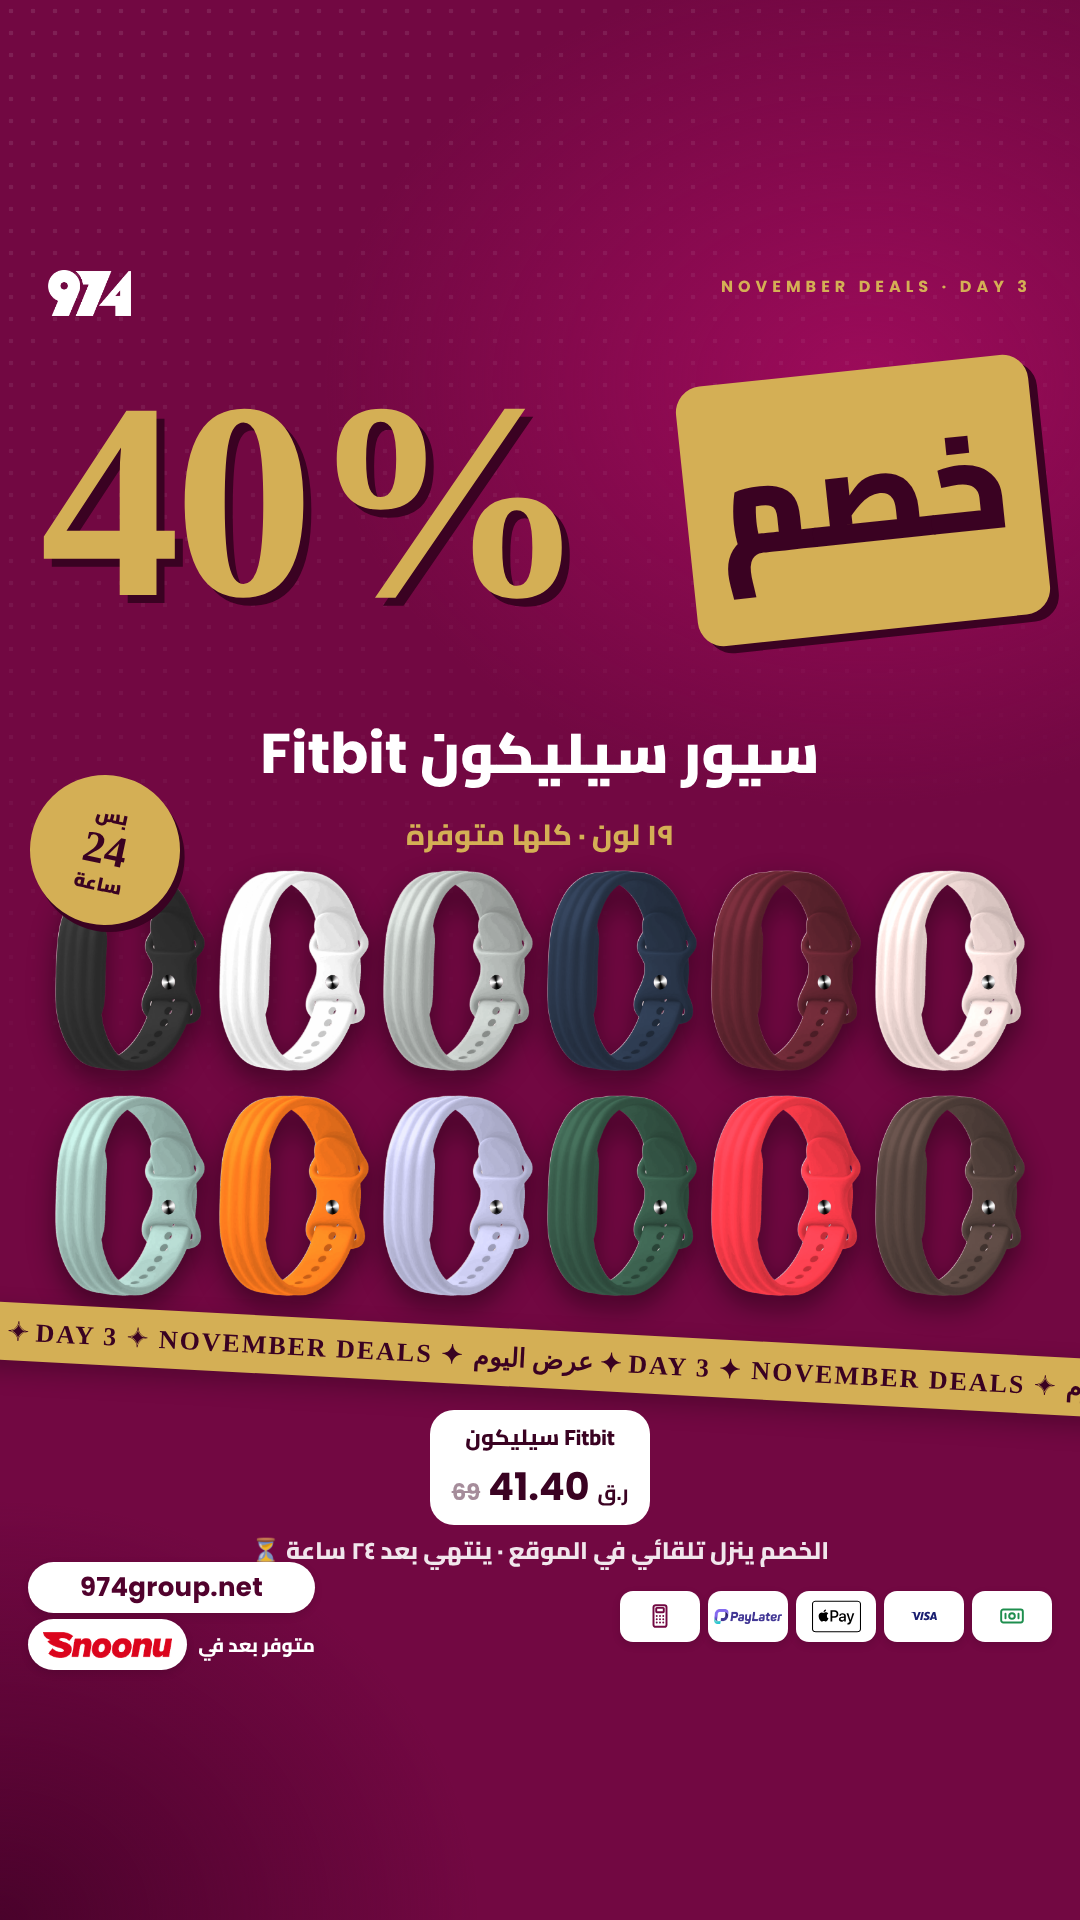 974
NOVEMBER DEALS · DAY 3
40%
خصم
سيور سيليكون Fitbit
١٩ لون · كلها متوفرة
بس
24
ساعة
✦ DAY 3 ✦ NOVEMBER DEALS ✦ عرض اليوم ✦ DAY 3 ✦ NOVEMBER DEALS ✦
Fitbit سيليكون
ر.ق 41.40 69
الخصم ينزل تلقائي في الموقع · ينتهي بعد ٢٤ ساعة ⏳
974group.net
PayLater
Pay
VISA
متوفر بعد في Snoonu